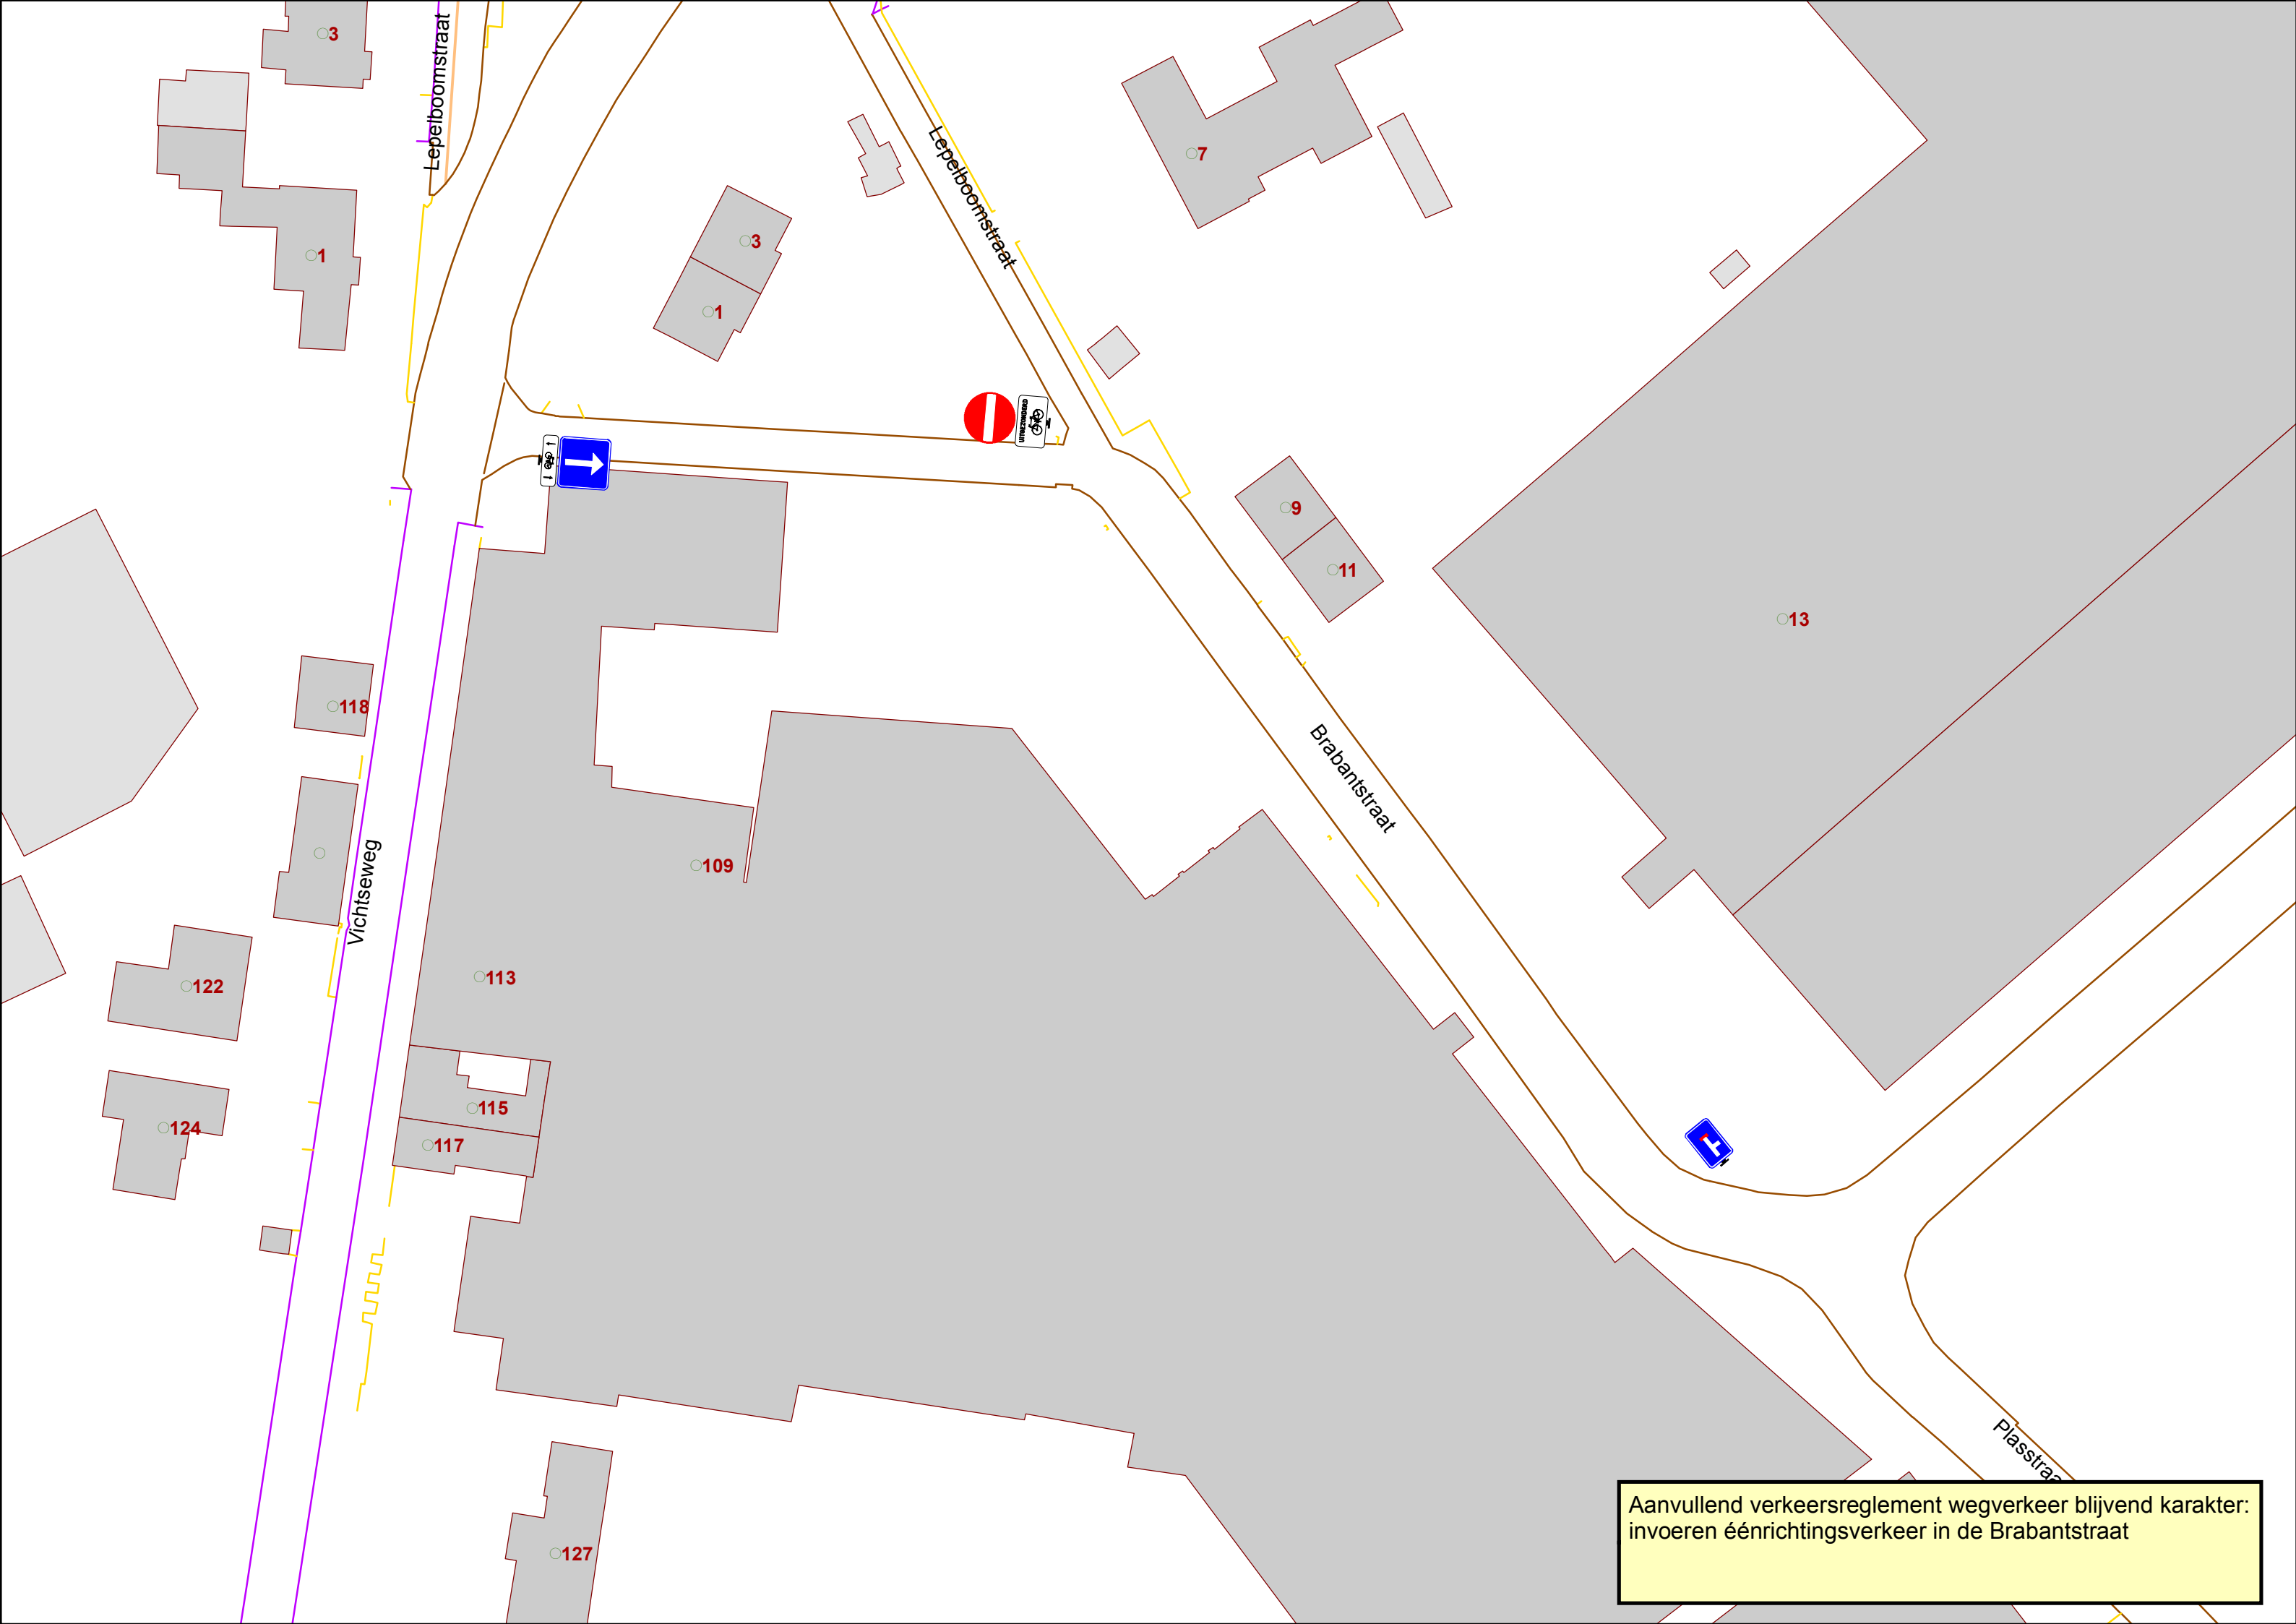 3
Lepelboomstraat
1
3
1
Lepelboomstraat
7
UITGEZONDERD
9
11
13
118
Brabantstraat
Vichtseweg
109
113
122
115
124
117
127
Plasstraa
Aanvullend verkeersreglement wegverkeer blijvend karakter:
invoeren éénrichtingsverkeer in de Brabantstraat